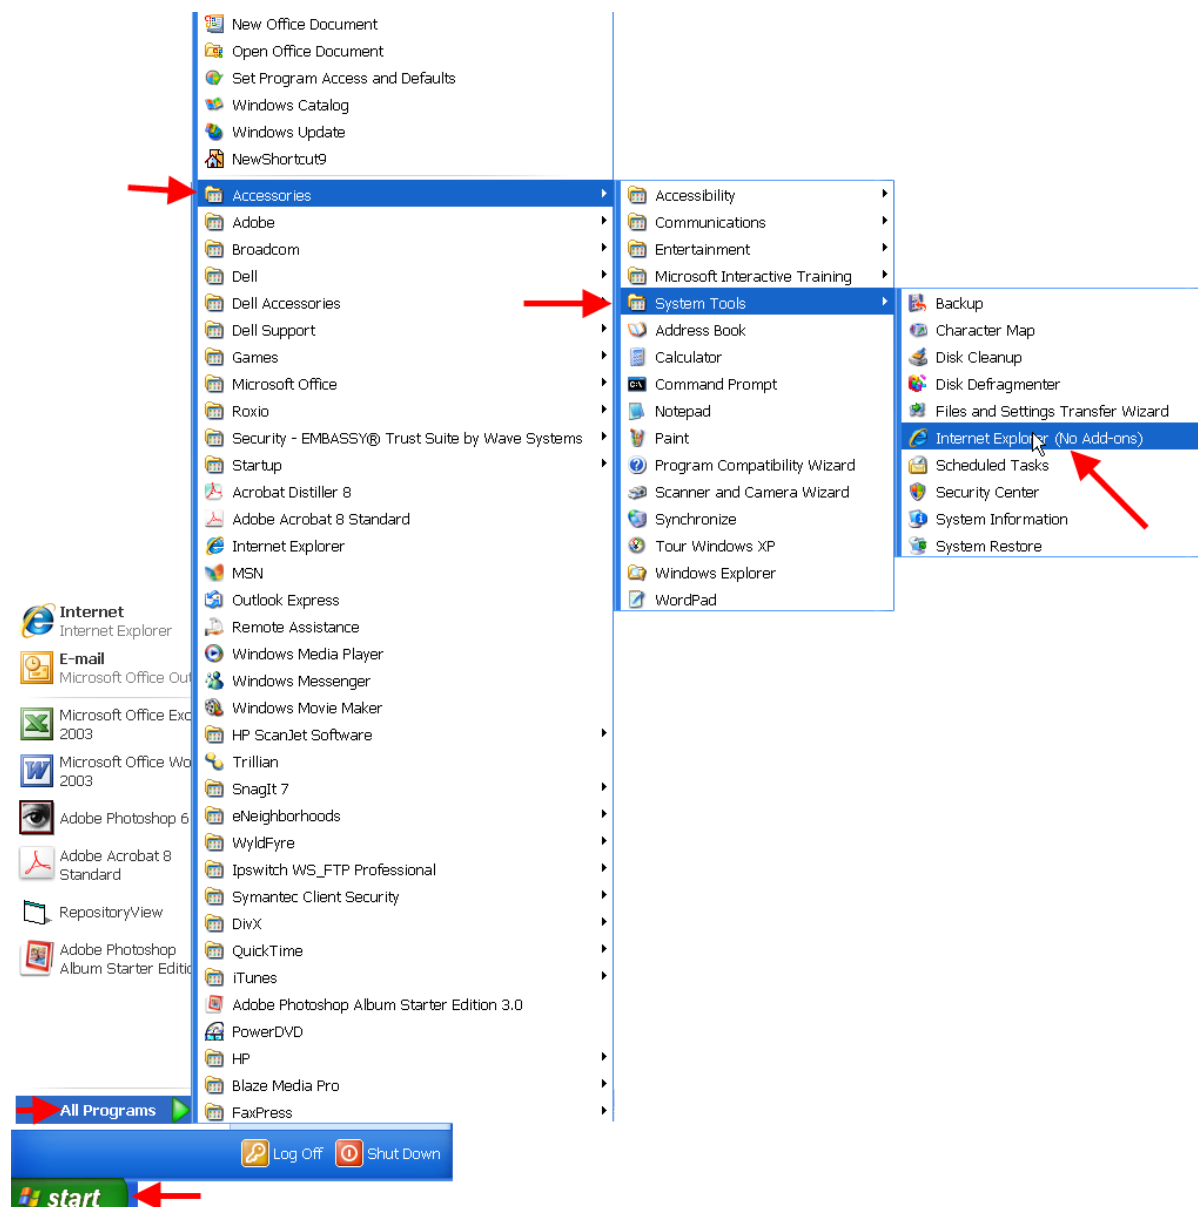 New Office Document
Open Office Document
Set Program Access and Defaults
Windows Catalog
Windows Update
NewShortcut9
Accessories
Adobe
Broadcom
Dell
Dell Accessories
Dell Support
Games
Microsoft Office
Roxio
Security - EMBASSY® Trust Suite by Wave Systems
Startup
Acrobat Distiller 8
Adobe Acrobat 8 Standard
Internet Explorer
MSN
Outlook Express
Remote Assistance
Windows Media Player
Windows Messenger
Windows Movie Maker
HP ScanJet Software
Trillian
SnagIt 7
eNeighborhoods
WyldFyre
Ipswitch WS_FTP Professional
Symantec Client Security
DivX
QuickTime
iTunes
Adobe Photoshop Album Starter Edition 3.0
PowerDVD
HP
Blaze Media Pro
FaxPress
Accessibility
Communications
Entertainment
Microsoft Interactive Training
System Tools
Address Book
Calculator
Command Prompt
Notepad
Paint
Program Compatibility Wizard
Scanner and Camera Wizard
Synchronize
Tour Windows XP
Windows Explorer
WordPad
Backup
Character Map
Disk Cleanup
Disk Defragmenter
Files and Settings Transfer Wizard
Internet Explorer (No Add-ons)
Scheduled Tasks
Security Center
System Information
System Restore
Internet
Internet Explorer
E-mail
Microsoft Office Out
Microsoft Office Exc
2003
Microsoft Office Wo
2003
Adobe Photoshop 6
Adobe Acrobat 8
Standard
RepositoryView
Adobe Photoshop
Album Starter Editio
All Programs
Log Off Shut Down
start